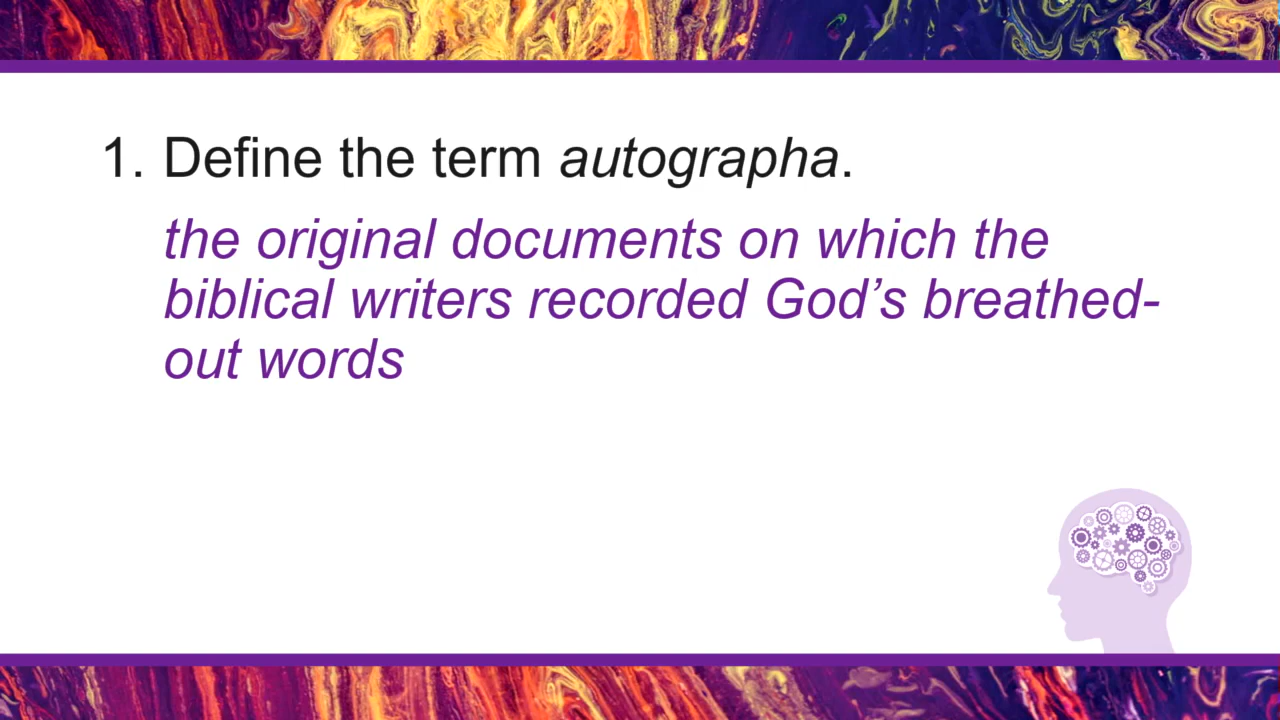 1. Define the term autographa.
the original documents on which the
biblical writers recorded God’s breathed-
out words